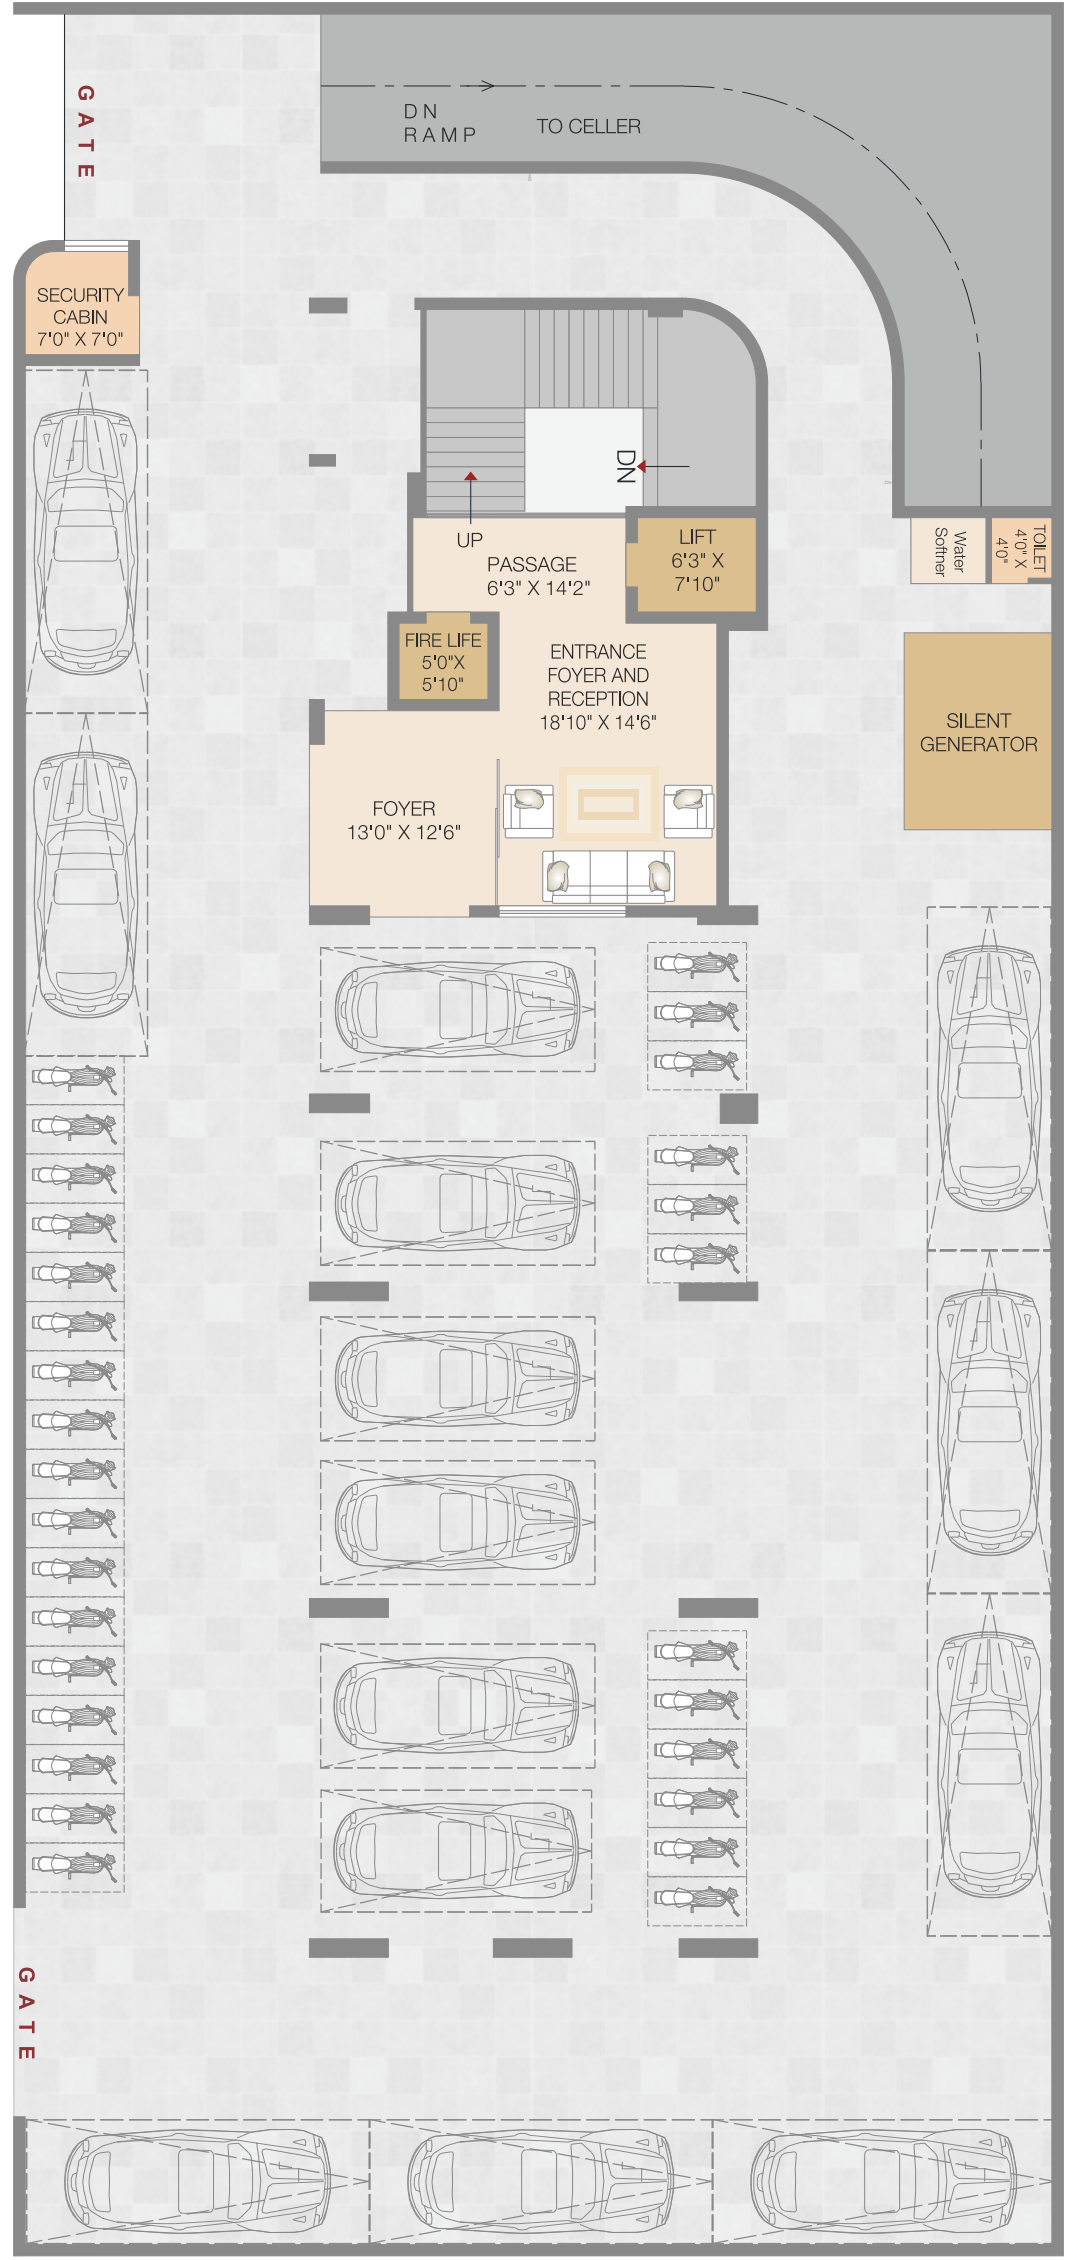 GATE
DN
RAMP
TO CELLER
SECURITY
CABIN
7'0" X 7'0"
DN
UP
PASSAGE
6'3" X 14'2"
LIFT
6'3" X
7'10"
Water
Softner
TOILET
4'0" X
4'0"
FIRE LIFE
5'0"X
5'10"
ENTRANCE
FOYER AND
RECEPTION
18'10" X 14'6"
SILENT
GENERATOR
FOYER
13'0" X 12'6"
GATE